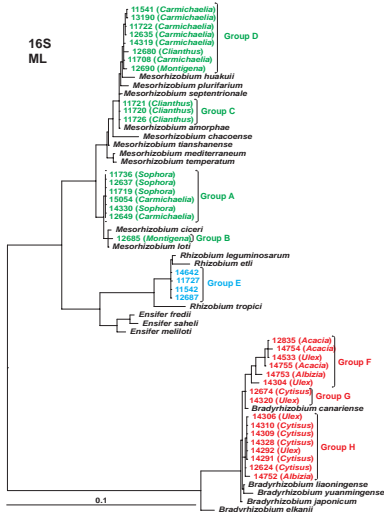 16S
ML
11541 (Carmichaelia)
13190 (Carmichaelia)
11722 (Carmichaelia)
12635 (Carmichaelia)
14319 (Carmichaelia)
12680 (Clianthus)
11708 (Carmichaelia)
12690 (Montigena)
Group D
Mesorhizobium huakuii
Mesorhizobium plurifarium
Mesorhizobium septentrionale
11721 (Clianthus)
11720 (Clianthus)
11726 (Clianthus)
Group C
Mesorhizobium amorphae
Mesorhizobium chacoense
Mesorhizobium tianshanense
Mesorhizobium mediterraneum
Mesorhizobium temperatum
11736 (Sophora)
12637 (Sophora)
11719 (Sophora)
15054 (Carmichaelia)
14330 (Sophora)
12649 (Carmichaelia)
Group A
Mesorhizobium ciceri
12685 (Montigena) Group B
Mesorhizobium loti
Rhizobium leguminosarum
Rhizobium etli
14642
11727
11542
12687
Group E
Rhizobium tropici
Ensifer fredii
Ensifer saheli
Ensifer meliloti
12835 (Acacia)
14754 (Acacia)
14533 (Ulex)
14755 (Acacia)
14753 (Albizia)
14304 (Ulex)
Group F
12674 (Cytisus)
14320 (Ulex)
Group G
Bradyrhizobium canariense
14306 (Ulex)
14310 (Cytisus)
14309 (Cytisus)
14328 (Cytisus)
14292 (Ulex)
14291 (Cytisus)
12624 (Cytisus)
14752 (Albizia)
Group H
Bradyrhizobium liaoningense
Bradyrhizobium yuanmingense
Bradyrhizobium japonicum
Bradyrhizobium elkanii
0.1